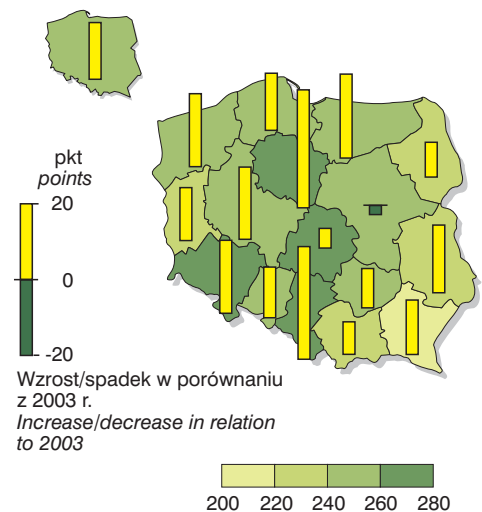 pkt
points
20
0
-20
Wzrost/spadek w porównaniu
z 2003 r.
Increase/decrease in relation
to 2003
200 220 240 260 280